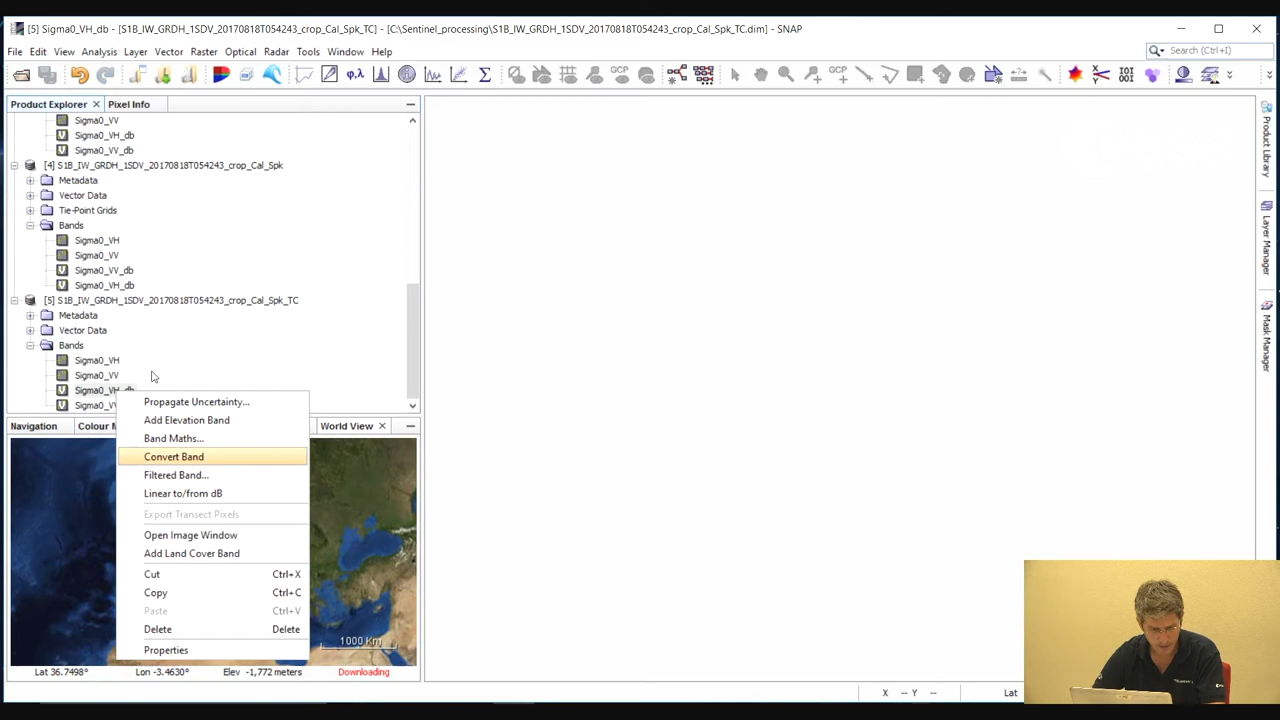 [5] Sigma0_VH_db - [S1B_IW_GRDH_1SDV_20170818T054243_crop_Cal_Spk_TC] - [C:\Sentinel_processing\S1B_IW_GRDH_1SDV_20170818T054243_crop_Cal_Spk_TC.dim] - SNAP
File Edit View Analysis Layer Vector Raster Optical Radar Tools Window Help
Search (Ctrl+I)
GCP GCP
Product Explorer Pixel Info
Sigma0_VV
Sigma0_VH_db
Sigma0_VV_db
[4] S1B_IW_GRDH_1SDV_20170818T054243_crop_Cal_Spk
Metadata
Vector Data
Tie-Point Grids
Bands
Sigma0_VH
Sigma0_VV
Sigma0_VV_db
Sigma0_VH_db
[5] S1B_IW_GRDH_1SDV_20170818T054243_crop_Cal_Spk_TC
Metadata
Vector Data
Bands
Sigma0_VH
Sigma0_VV
Sigma0_VH_db
Propagate Uncertainty...
Add Elevation Band
Band Maths...
Convert Band
Filtered Band...
Linear to/from dB
Export Transect Pixels
Open Image Window
Add Land Cover Band
Cut Ctrl+X
Copy Ctrl+C
Paste Ctrl+V
Delete Delete
Properties
Navigation Colour World View
1000 Km
Lat 36.7498° Lon -3.4630° Elev -1,772 meters Downloading
X -- Y -- Lat
Product Library
Layer Manager
Mask Manager